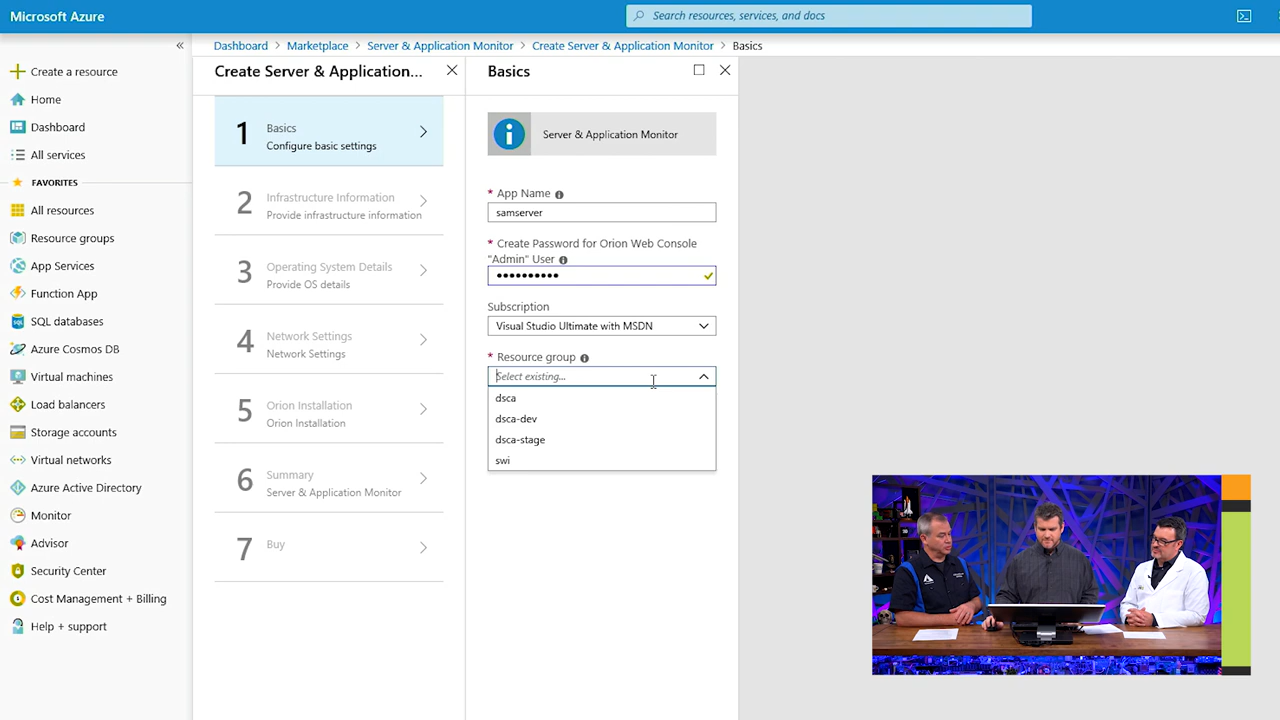 Microsoft Azure
Search resources, services, and docs
Dashboard > Marketplace > Server & Application Monitor > Create Server & Application Monitor > Basics
Create a resource
Home
Dashboard
All services
FAVORITES
All resources
Resource groups
App Services
Function App
SQL databases
Azure Cosmos DB
Virtual machines
Load balancers
Storage accounts
Virtual networks
Azure Active Directory
Monitor
Advisor
Security Center
Cost Management + Billing
Help + support
Create Server & Application...
1 Basics
Configure basic settings
2 Infrastructure Information
Provide infrastructure information
3 Operating System Details
Provide OS details
4 Network Settings
Network Settings
5 Orion Installation
Orion Installation
6 Summary
Server & Application Monitor
7 Buy
Basics
Server & Application Monitor
* App Name
samserver
* Create Password for Orion Web Console
"Admin" User
••••••••••
Subscription
Visual Studio Ultimate with MSDN
* Resource group
Select existing...
dsca
dsca-dev
dsca-stage
swi